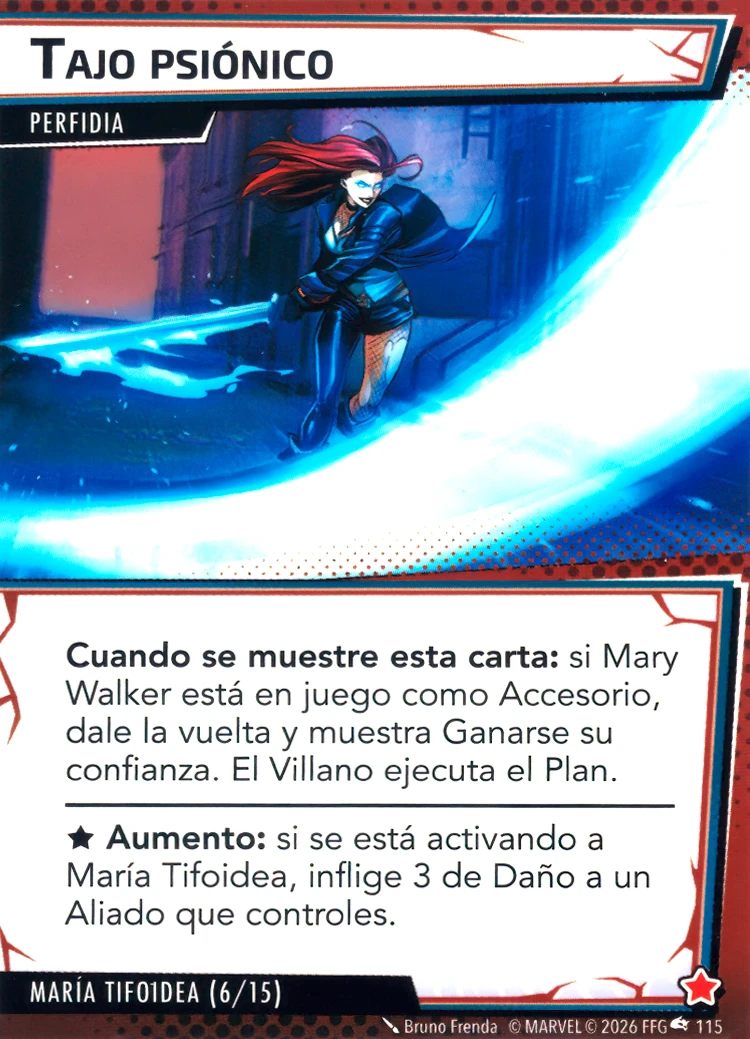 TAJO PSIÓNICO
PERFIDIA
Cuando se muestre esta carta: si Mary
Walker está en juego como Accesorio,
dale la vuelta y muestra Ganarse su
confianza. El Villano ejecuta el Plan.
★ Aumento: si se está activando a
María Tifoidea, inflige 3 de Daño a un
Aliado que controles.
MARÍA TIFOIDEA (6/15)
Bruno Frenda © MARVEL © 2026 FFG 115